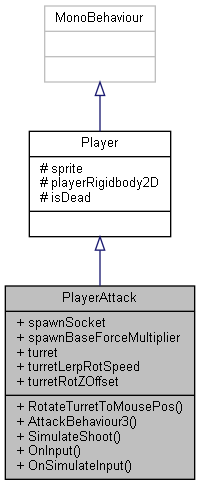 MonoBehaviour
Player
# sprite
# playerRigidbody2D
# isDead
PlayerAttack
+ spawnSocket
+ spawnBaseForceMultiplier
+ turret
+ turretLerpRotSpeed
+ turretRotZOffset
+ RotateTurretToMousePos()
+ AttackBehaviour3()
+ SimulateShoot()
+ OnInput()
+ OnSimulateInput()